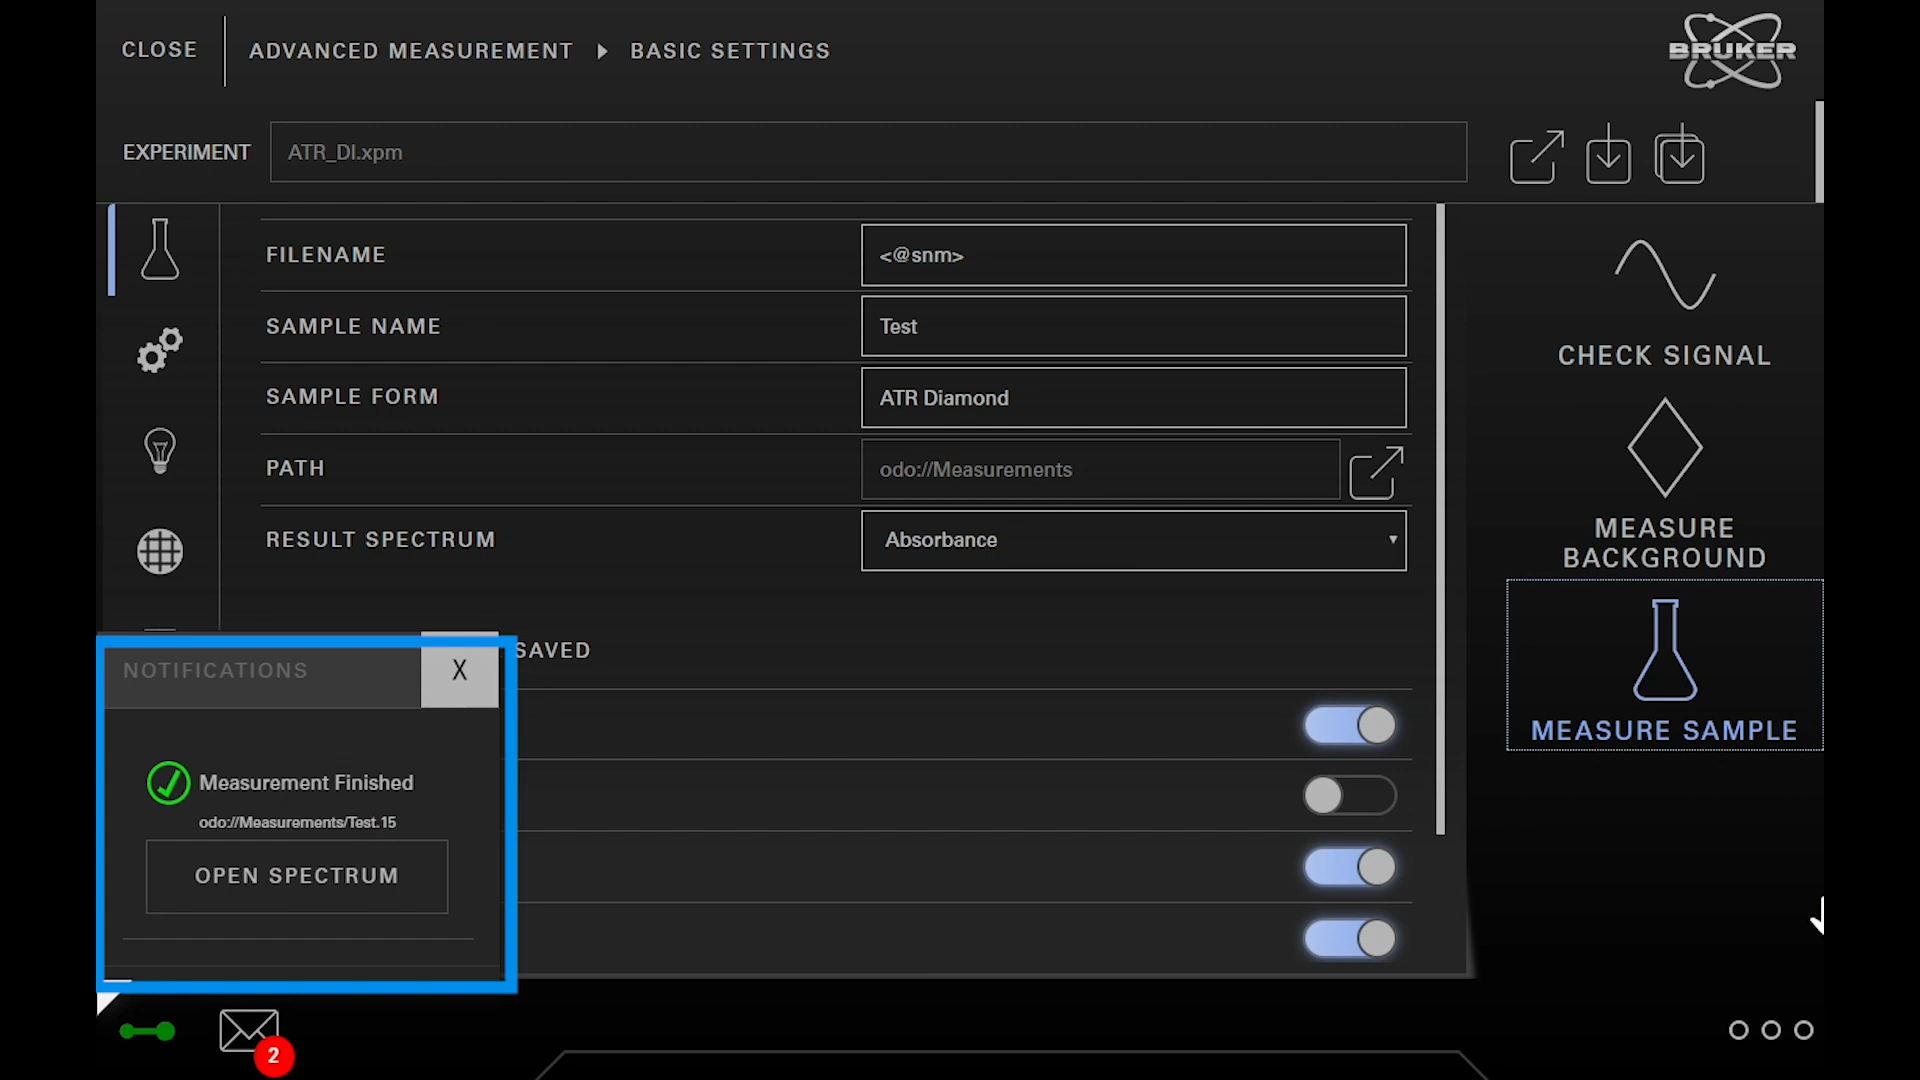 CLOSE
ADVANCED MEASUREMENT ▶ BASIC SETTINGS
BRUKER
EXPERIMENT
ATR_DI.xpm
FILENAME
<@snm>
SAMPLE NAME
Test
SAMPLE FORM
ATR Diamond
PATH
odo://Measurements
RESULT SPECTRUM
Absorbance
SAVED
CHECK SIGNAL
MEASURE
BACKGROUND
MEASURE SAMPLE
NOTIFICATIONS
X
Measurement Finished
odo://Measurements/Test.15
OPEN SPECTRUM
2